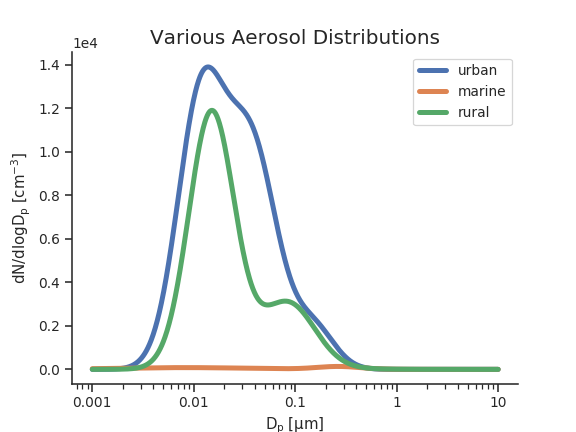 Various Aerosol Distributions
1e4
urban
marine
rural
1.4
1.2
1.0
0.8
0.6
0.4
0.2
0.0
dN/dlogDₚ [cm⁻³]
0.001 0.01 0.1 1 10
Dₚ [µm]